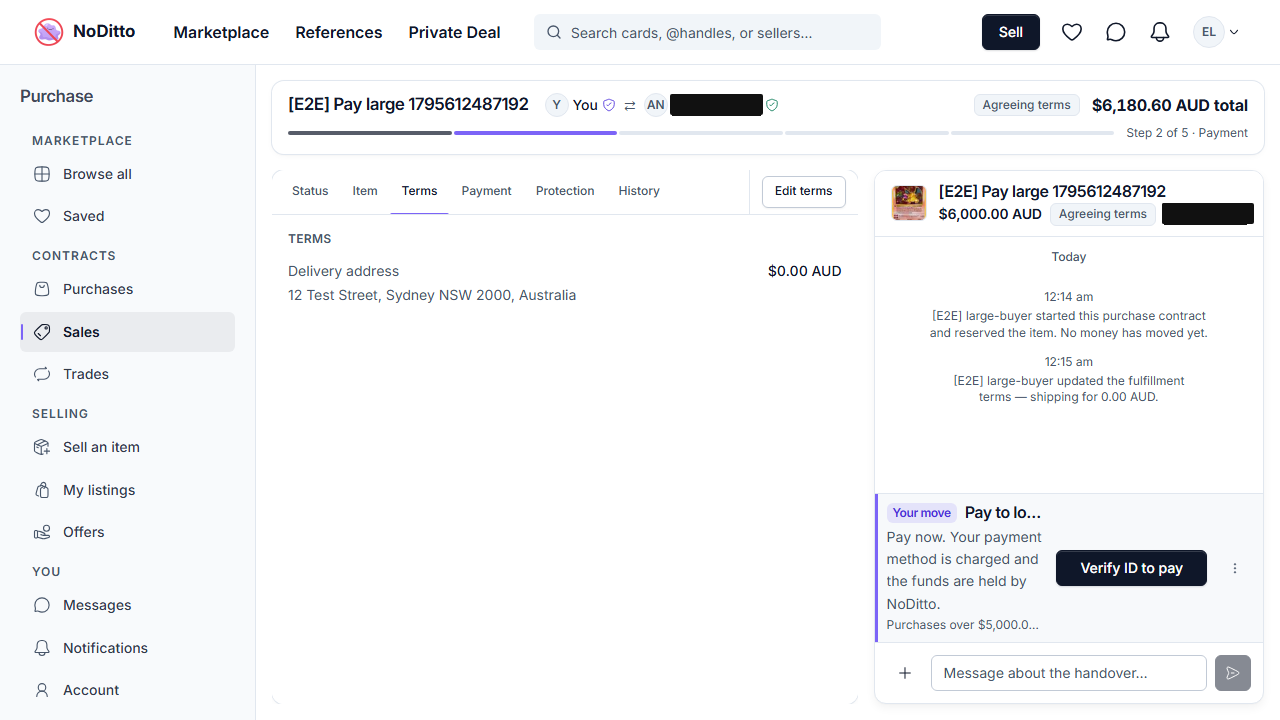 NoDitto
Marketplace
References
Private Deal
Search cards, @handles, or sellers...
Sell
EL
Purchase
MARKETPLACE
Browse all
Saved
CONTRACTS
Purchases
Sales
Trades
SELLING
Sell an item
My listings
Offers
YOU
Messages
Notifications
Account
[E2E] Pay large 1795612487192
Y You
AN
Agreeing terms
$6,180.60 AUD total
Step 2 of 5 · Payment
Status
Item
Terms
Payment
Protection
History
Edit terms
TERMS
Delivery address
$0.00 AUD
12 Test Street, Sydney NSW 2000, Australia
[E2E] Pay large 1795612487192
$6,000.00 AUD
Agreeing terms
Today
12:14 am
[E2E] large-buyer started this purchase contract
and reserved the item. No money has moved yet.
12:15 am
[E2E] large-buyer updated the fulfillment
terms — shipping for 0.00 AUD.
Your move
Pay to lo...
Pay now. Your payment
method is charged and
the funds are held by
NoDitto.
Purchases over $5,000.0...
Verify ID to pay
Message about the handover...